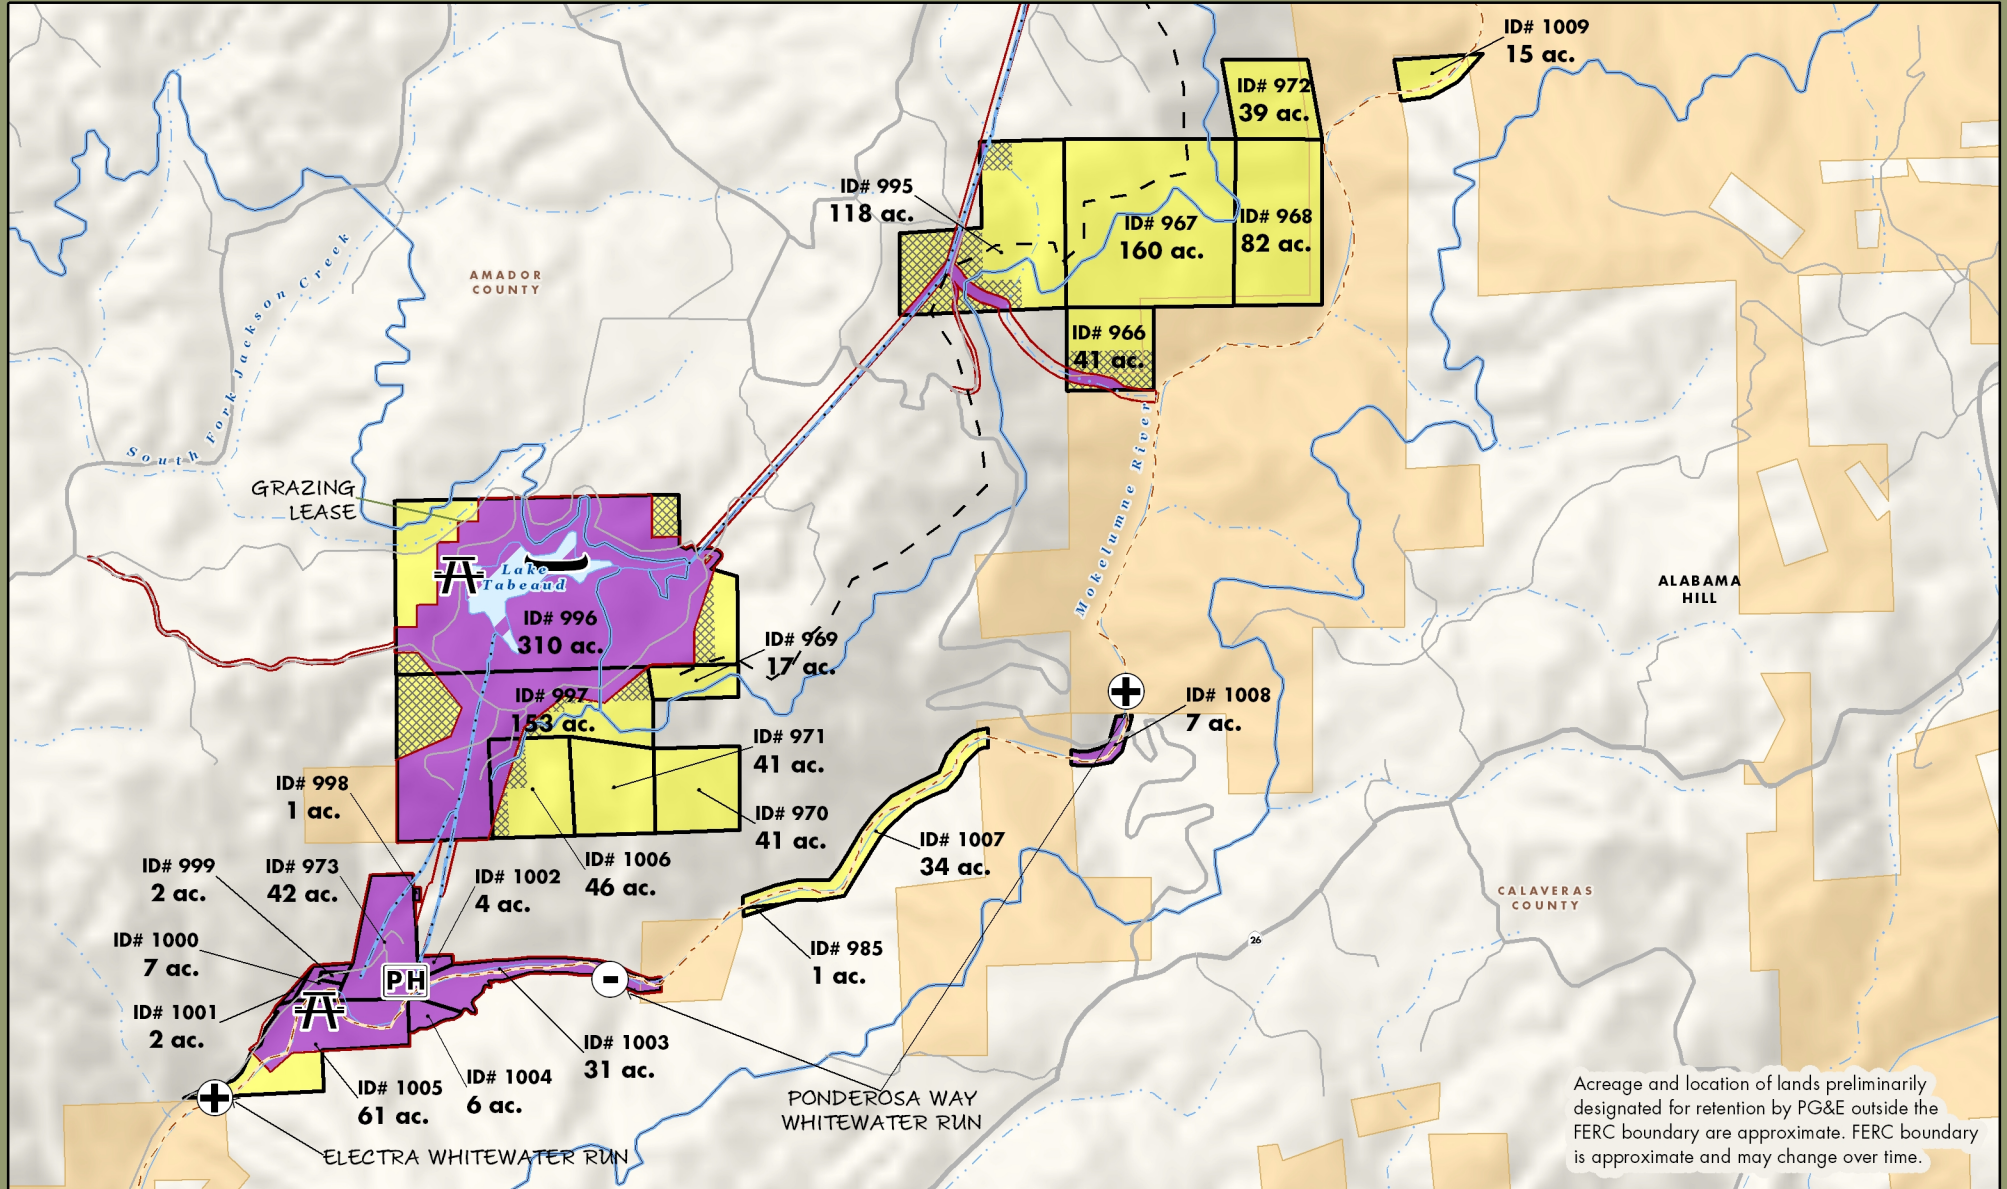 ID# 1009
15 ac.
ID# 972
39 ac.
ID# 995
118 ac.
ID# 967
160 ac.
ID# 968
82 ac.
AMADOR
COUNTY
South Fork Jackson Creek
ID# 966
41 ac.
Mokelumne River
GRAZING
LEASE
Lake
Tabeaud
ID# 996
310 ac.
ALABAMA
HILL
ID# 969
17 ac.
ID# 997
153 ac.
ID# 1008
7 ac.
ID# 971
41 ac.
ID# 998
1 ac.
ID# 970
41 ac.
ID# 1007
34 ac.
ID# 999
2 ac.
ID# 973
42 ac.
ID# 1002
4 ac.
ID# 1006
46 ac.
CALAVERAS
COUNTY
26
ID# 1000
7 ac.
ID# 985
1 ac.
PH
-
+
ID# 1001
2 ac.
ID# 1003
31 ac.
ID# 1005
61 ac.
ID# 1004
6 ac.
+
PONDEROSA WAY
WHITEWATER RUN
ELECTRA WHITEWATER RUN
Acreage and location of lands preliminarily
designated for retention by PG&E outside the
FERC boundary are approximate. FERC boundary
is approximate and may change over time.